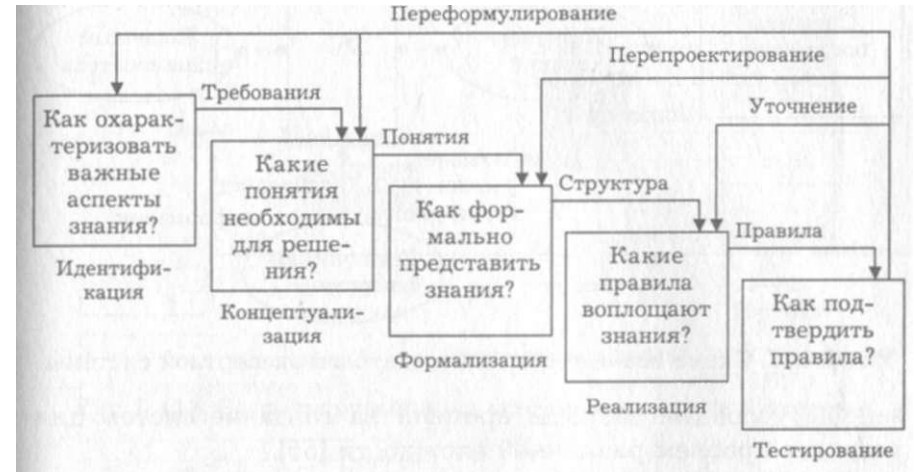 Переформулирование
Перепроектирование
Уточнение
Требования
Как охарак-
теризовать
важные
аспекты
знания?
Идентифи-
кация
Понятия
Какие
понятия
необходимы
для реше-
ния?
Концептуали-
зация
Структура
Как фор-
мально
представить
знания?
Формализация
Правила
Какие
правила
воплощают
знания?
Реализация
Как под-
твердить
правила?
Тестирование